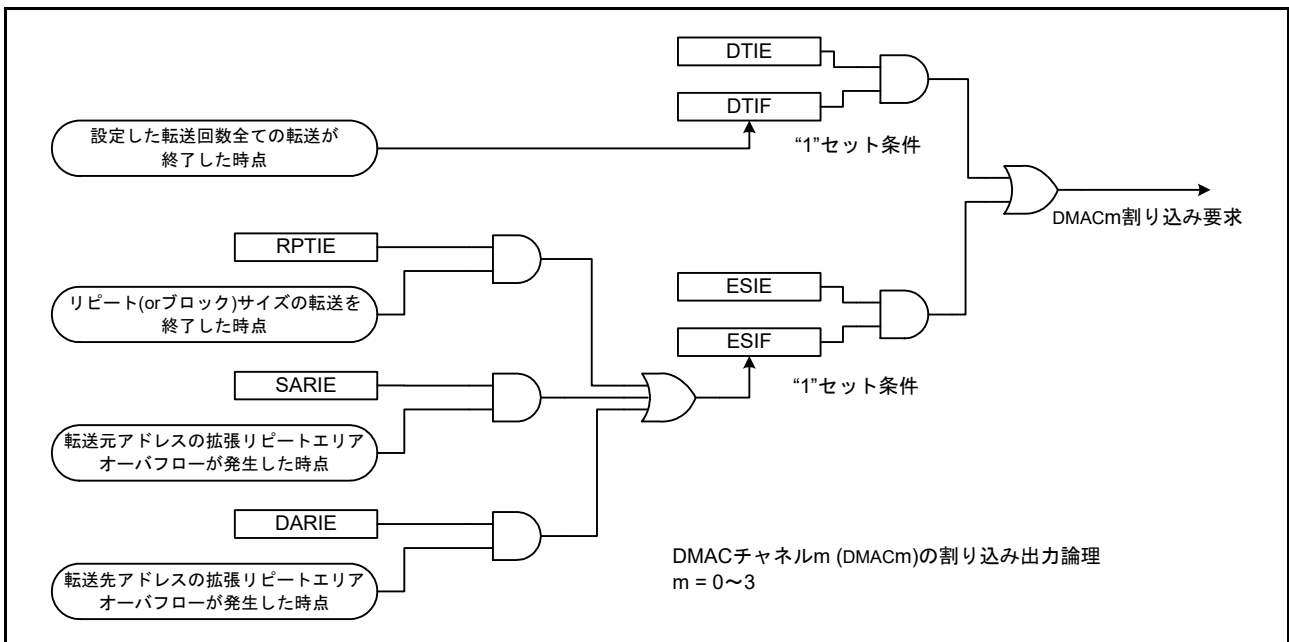 DTIE
DTIF
“1”セット条件
設定した転送回数全ての転送が
終了した時点
DMACm割り込み要求
RPTIE
リピート(orブロック)サイズの転送を
終了した時点
ESIE
ESIF
“1”セット条件
SARIE
転送元アドレスの拡張リピートエリア
オーバフローが発生した時点
DARIE
転送先アドレスの拡張リピートエリア
オーバフローが発生した時点
DMACチャネルm (DMACm)の割り込み出力論理
m = 0～3